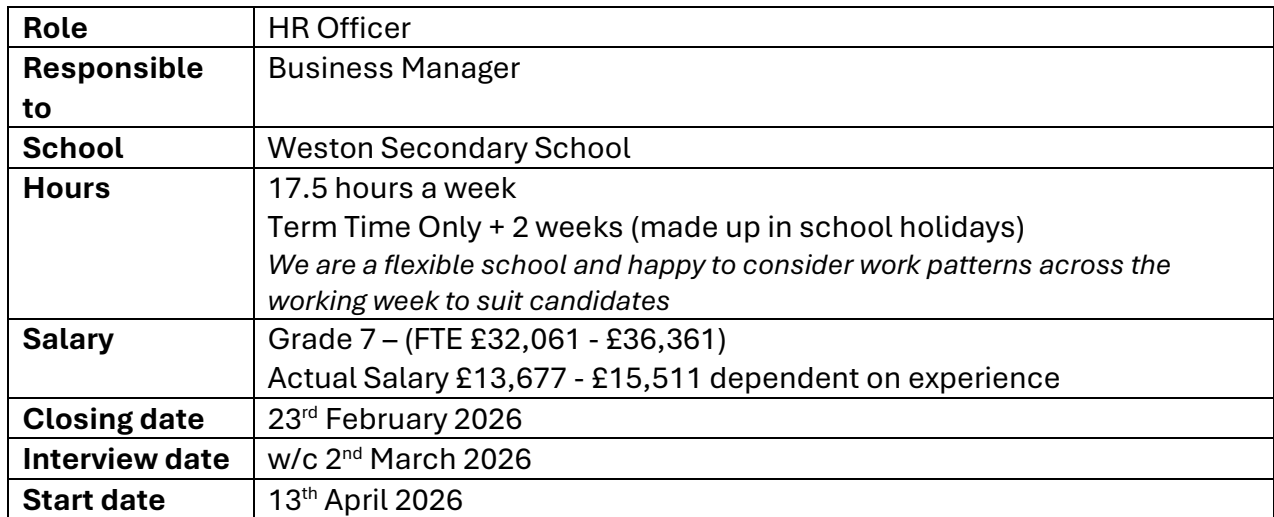 Role HR Officer
Responsible Business Manager
to
School Weston Secondary School
Hours 17.5 hours a week
Term Time Only + 2 weeks (made up in school holidays)
We are a flexible school and happy to consider work patterns across the
working week to suit candidates
Salary Grade 7 – (FTE £32,061 - £36,361)
Actual Salary £13,677 - £15,511 dependent on experience
Closing date 23rd February 2026
Interview date w/c 2nd March 2026
Start date 13th April 2026